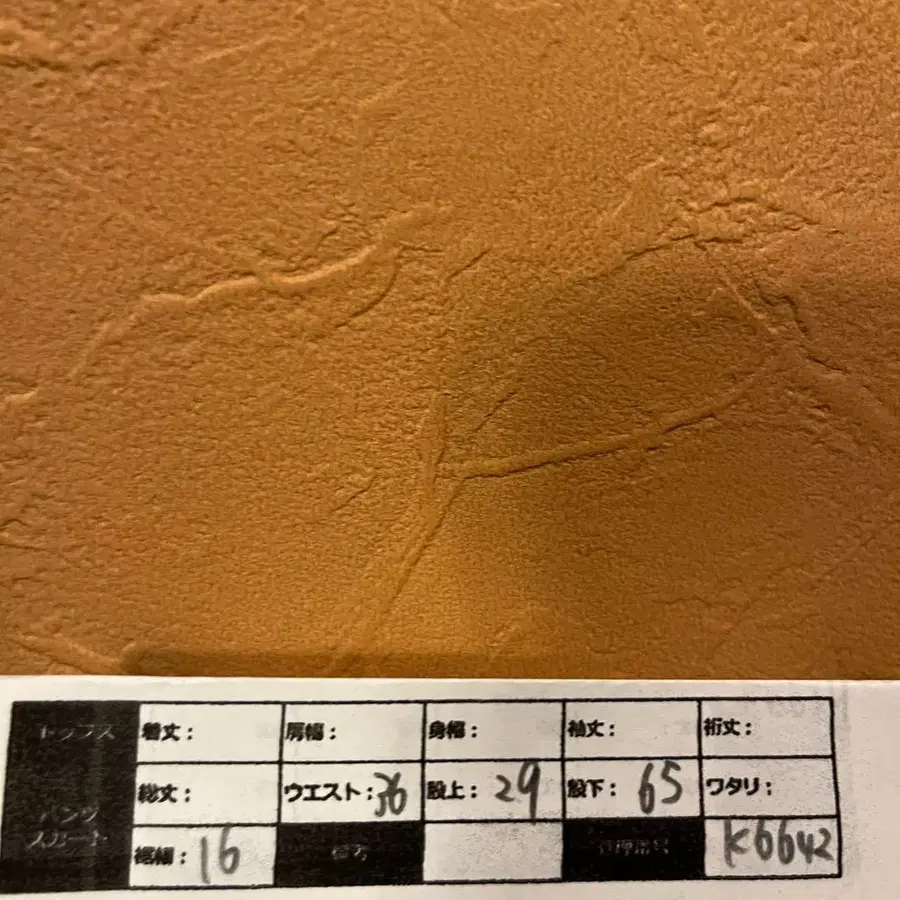 トップス 着丈： 肩幅： 身幅： 袖丈： 裄丈：
パンツ 総丈： ウエスト：36 股上：29 股下：65 ワタリ：
スカート 裾幅：16 備考 管理番号 K6642